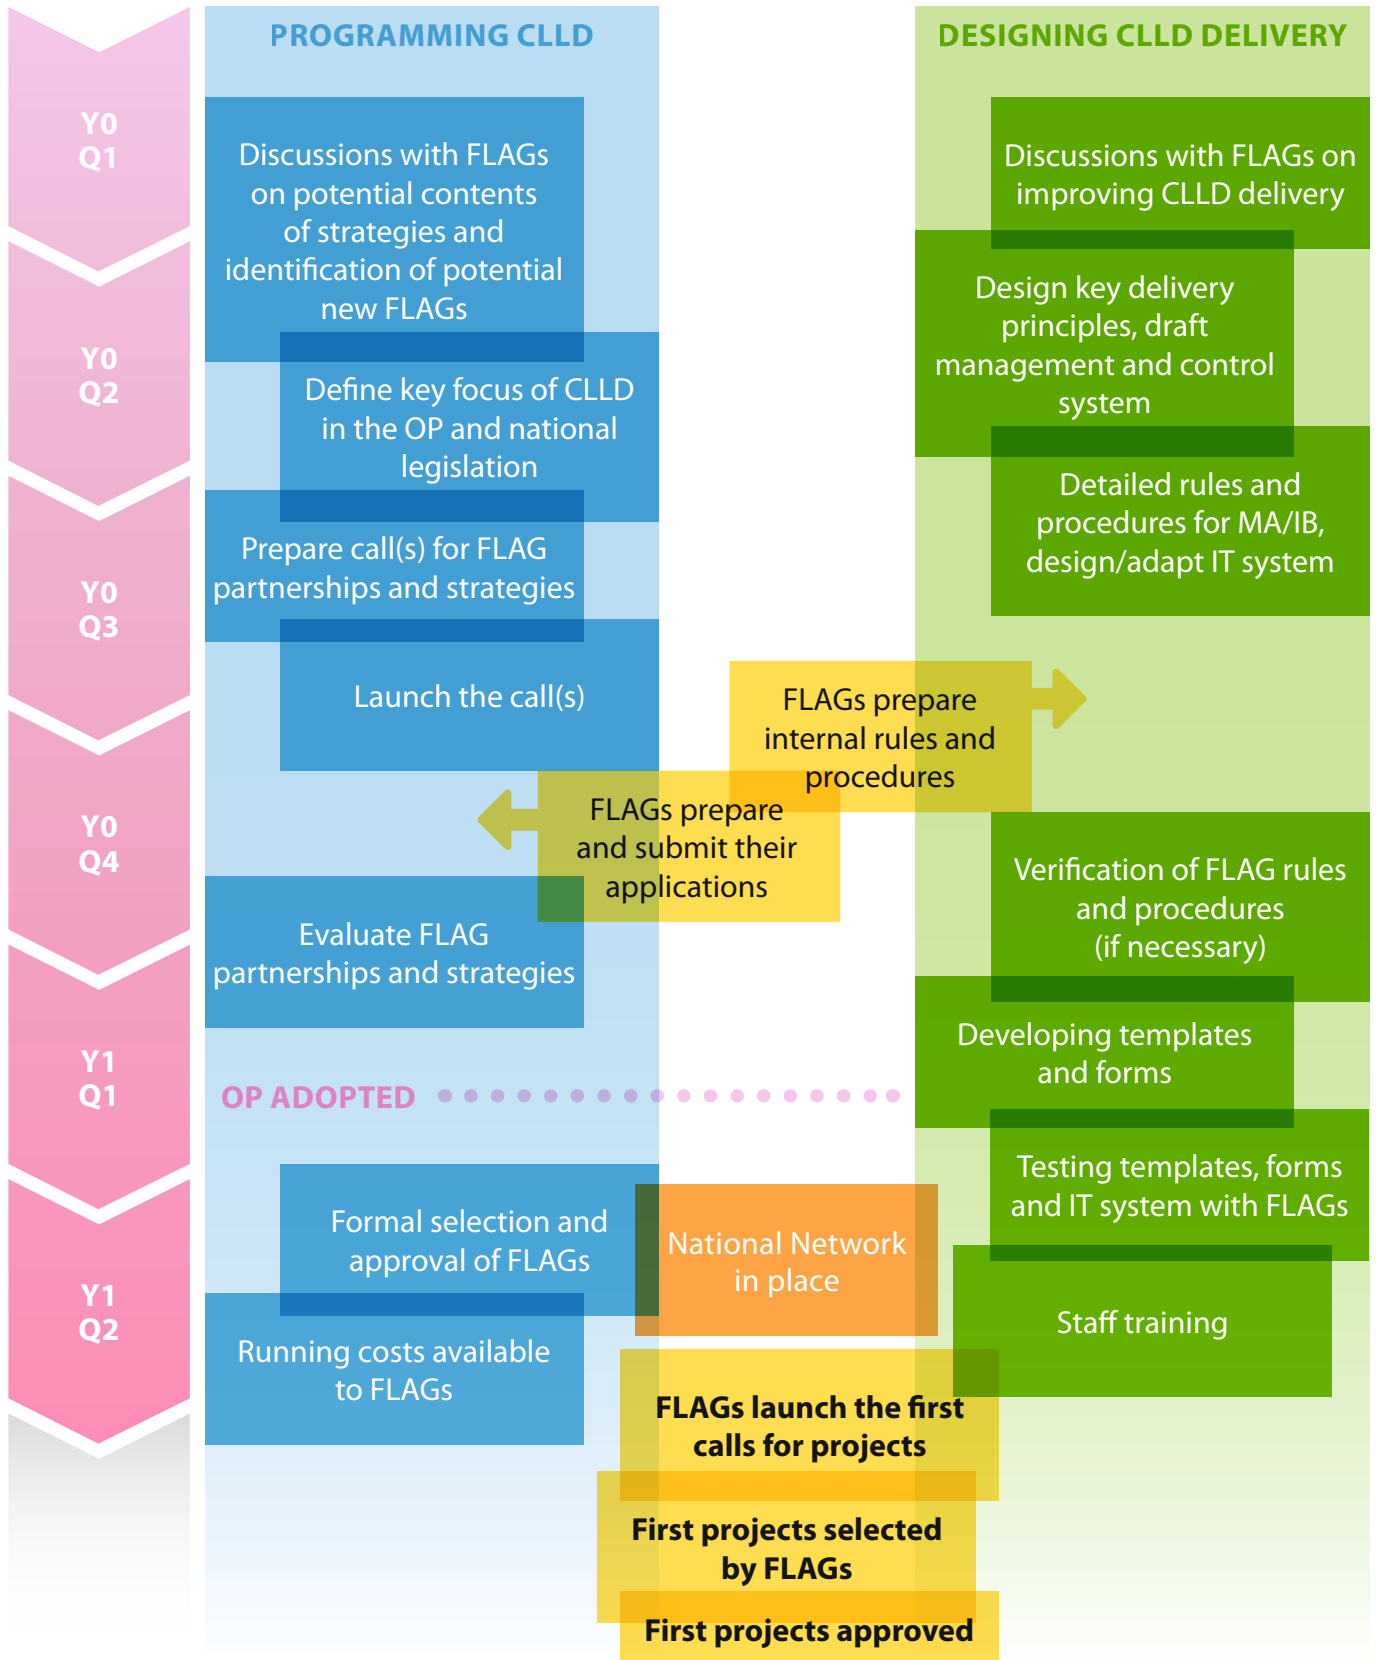 PROGRAMMING CLLD
DESIGNING CLLD DELIVERY
Y0
Q1
Discussions with FLAGs
on potential contents
of strategies and
identification of potential
new FLAGs
Discussions with FLAGs on
improving CLLD delivery
Y0
Q2
Define key focus of CLLD
in the OP and national
legislation
Design key delivery
principles, draft
management and control
system
Y0
Q3
Prepare call(s) for FLAG
partnerships and strategies
Detailed rules and
procedures for MA/IB,
design/adapt IT system
Launch the call(s)
FLAGs prepare
internal rules and
procedures
Y0
Q4
FLAGs prepare
and submit their
applications
Evaluate FLAG
partnerships and strategies
Verification of FLAG rules
and procedures
(if necessary)
Y1
Q1
Developing templates
and forms
OP ADOPTED
Testing templates, forms
and IT system with FLAGs
Y1
Q2
Formal selection and
approval of FLAGs
National Network
in place
Staff training
Running costs available
to FLAGs
FLAGs launch the first
calls for projects
First projects selected
by FLAGs
First projects approved